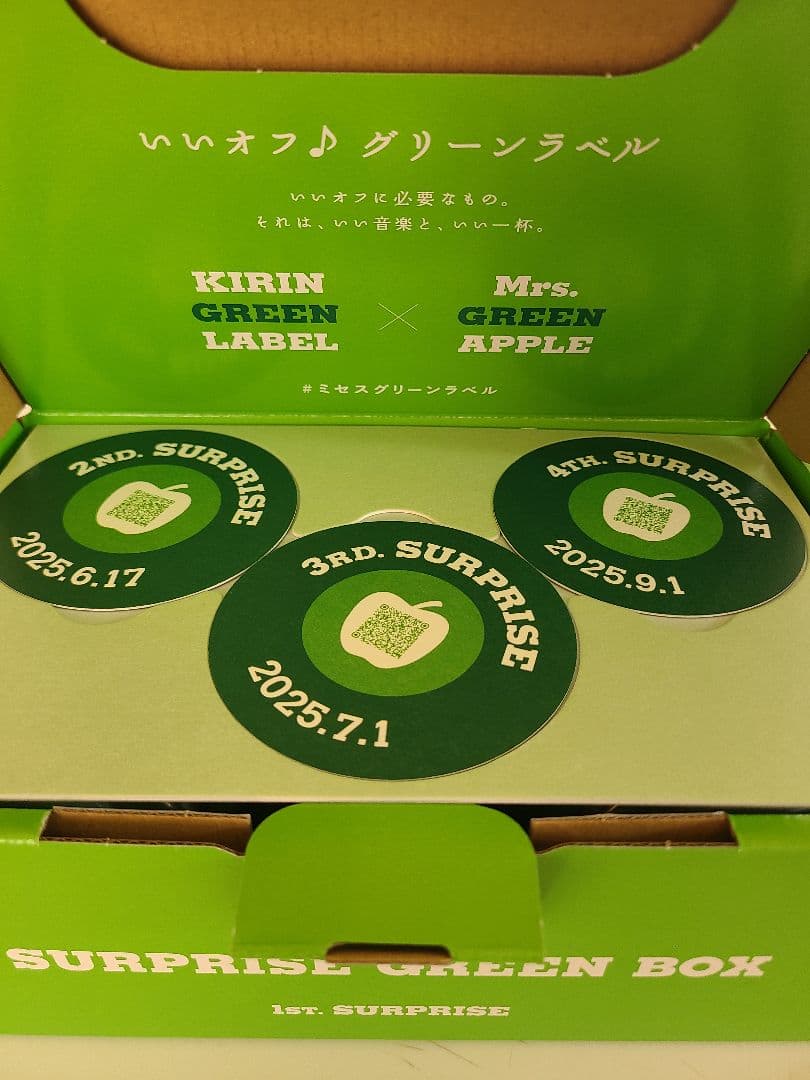 いいオフ♪ グリーンラベル
いいオフに必要なもの。
それは、いい音楽と、いい一杯。
KIRIN
GREEN
LABEL
×
Mrs.
GREEN
APPLE
#ミセスグリーンラベル
2ND. SURPRISE
2025.6.17
4TH. SURPRISE
2025.9.1
3RD. SURPRISE
2025.7.1
SURPRISE GREEN BOX
1ST. SURPRISE